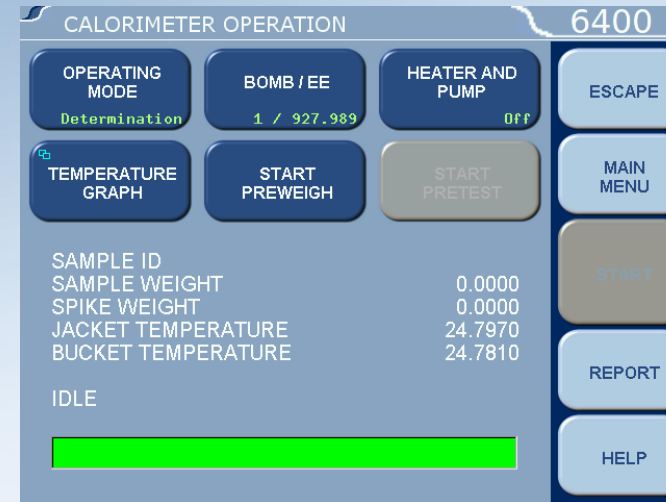 CALORIMETER OPERATION
6400
OPERATING
MODE
Determination
BOMB / EE
1 / 927.989
HEATER AND
PUMP
Off
ESCAPE
TEMPERATURE
GRAPH
START
PREWEIGH
START
PRETEST
MAIN
MENU
SAMPLE ID
SAMPLE WEIGHT 0.0000
SPIKE WEIGHT 0.0000
JACKET TEMPERATURE 24.7970
BUCKET TEMPERATURE 24.7810
START
IDLE
REPORT
HELP